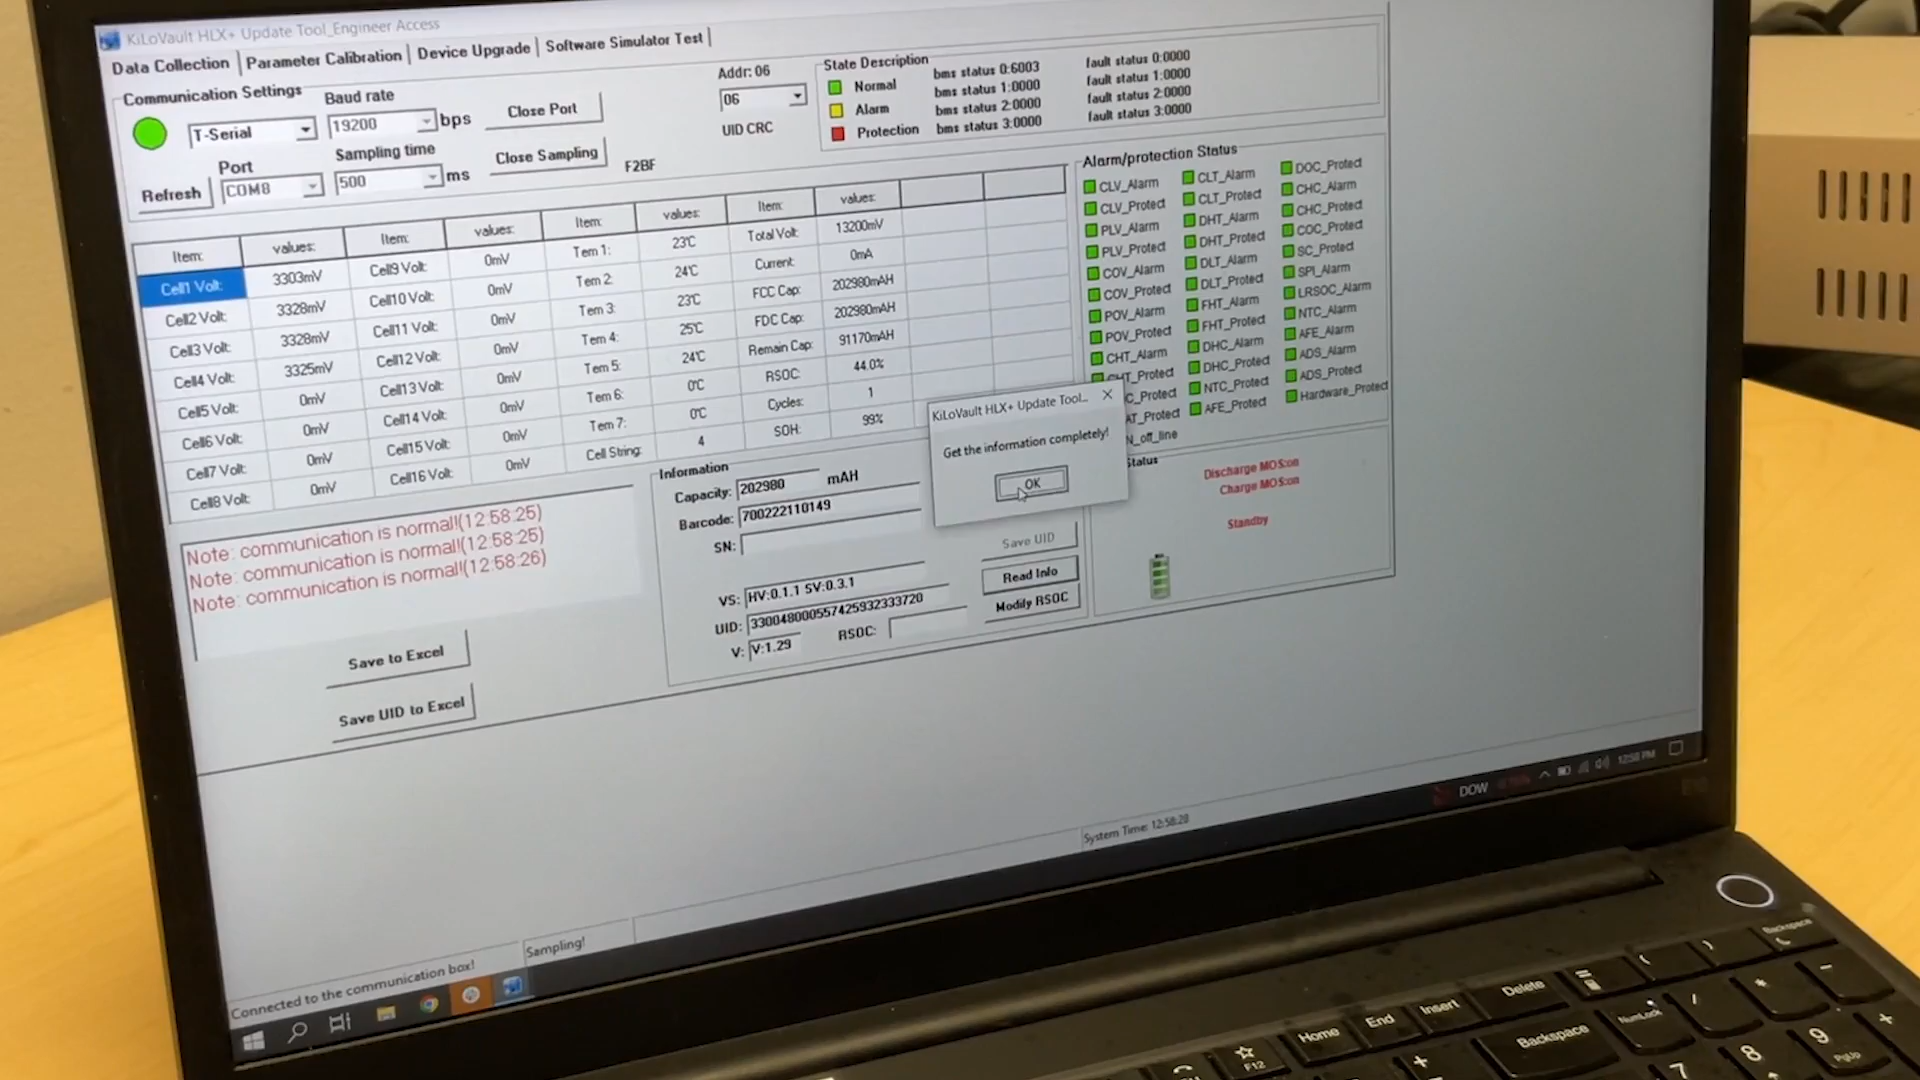 KiLoVault HLX+ Update Tool_Engineer Access
Data Collection Parameter Calibration Device Upgrade Software Simulator Test
Communication Settings
T-Serial
Baud rate
19200 bps
Close Port
Refresh
Port
COM8
Sampling time
500 ms
Close Sampling
Addr: 06
06
UID CRC
F2BF
State Description
Normal
Alarm
Protection
bms status 0:6003
bms status 1:0000
bms status 2:0000
bms status 3:0000
fault status 0:0000
fault status 1:0000
fault status 2:0000
fault status 3:0000
Item: values: Item: values: Item: values: Item: values:
Cell1 Volt: 3303mV Cell9 Volt: 0mV Tem 1: 23℃ Total Volt: 13200mV
Cell2 Volt: 3328mV Cell10 Volt: 0mV Tem 2: 24℃ Current: 0mA
Cell3 Volt: 3328mV Cell11 Volt: 0mV Tem 3: 23℃ FCC Cap: 202980mAH
Cell4 Volt: 3325mV Cell12 Volt: 0mV Tem 4: 25℃ FDC Cap: 202980mAH
Cell5 Volt: 0mV Cell13 Volt: 0mV Tem 5: 24℃ Remain Cap: 91170mAH
Cell6 Volt: 0mV Cell14 Volt: 0mV Tem 6: 0℃ RSOC: 44.0%
Cell7 Volt: 0mV Cell15 Volt: 0mV Tem 7: 0℃ Cycles: 1
Cell8 Volt: 0mV Cell16 Volt: 0mV Cell String: 4 SOH: 99%
Alarm/protection Status
CLV_Alarm CLT_Alarm DOC_Protect
CLV_Protect CLT_Protect CHC_Alarm
PLV_Alarm DHT_Alarm CHC_Protect
PLV_Protect DHT_Protect COC_Protect
COV_Alarm DLT_Alarm SC_Protect
COV_Protect DLT_Protect SPI_Alarm
POV_Alarm FHT_Alarm LRSOC_Alarm
POV_Protect FHT_Protect NTC_Alarm
CHT_Alarm DHC_Alarm AFE_Alarm
CHT_Protect DHC_Protect ADS_Alarm
C_Protect NTC_Protect ADS_Protect
AT_Protect AFE_Protect Hardware_Protect
N_off_line
KiLoVault HLX+ Update Tool...
Get the information completely!
OK
Status
Discharge MOS:on
Charge MOS:on
Standby
Note: communication is normal!(12:58:25)
Note: communication is normal!(12:58:25)
Note: communication is normal!(12:58:26)
Save to Excel
Save UID to Excel
Information
Capacity: 202980 mAH
Barcode: 700222110149
SN:
VS: HV:0.1.1 SV:0.3.1
UID: 330048000557425932333720
V: V:1.29 RSOC:
Save UID
Read Info
Modify RSOC
System Time: 12:58:28
Connected to the communication box! Sampling!
DOW
12:58 PM
Backspace
Delete
Insert
End
Home
F12
Backspace
NumLock
7
8
9
PgUp